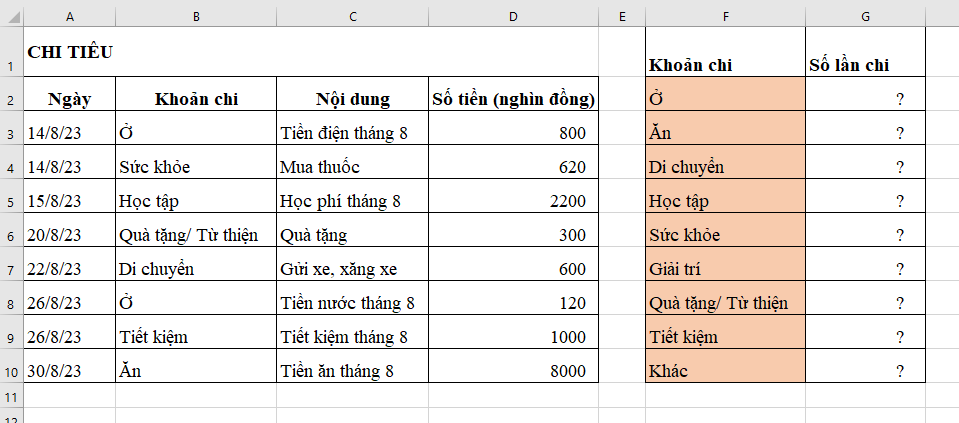 A B C D E F G
1 CHI TIÊU Khoản chi Số lần chi
2 Ngày Khoản chi Nội dung Số tiền (nghìn đồng) Ở ?
3 14/8/23 Ở Tiền điện tháng 8 800 Ăn ?
4 14/8/23 Sức khỏe Mua thuốc 620 Di chuyển ?
5 15/8/23 Học tập Học phí tháng 8 2200 Học tập ?
6 20/8/23 Quà tặng/ Từ thiện Quà tặng 300 Sức khỏe ?
7 22/8/23 Di chuyển Gửi xe, xăng xe 600 Giải trí ?
8 26/8/23 Ở Tiền nước tháng 8 120 Quà tặng/ Từ thiện ?
9 26/8/23 Tiết kiệm Tiết kiệm tháng 8 1000 Tiết kiệm ?
10 30/8/23 Ăn Tiền ăn tháng 8 8000 Khác ?
11
12